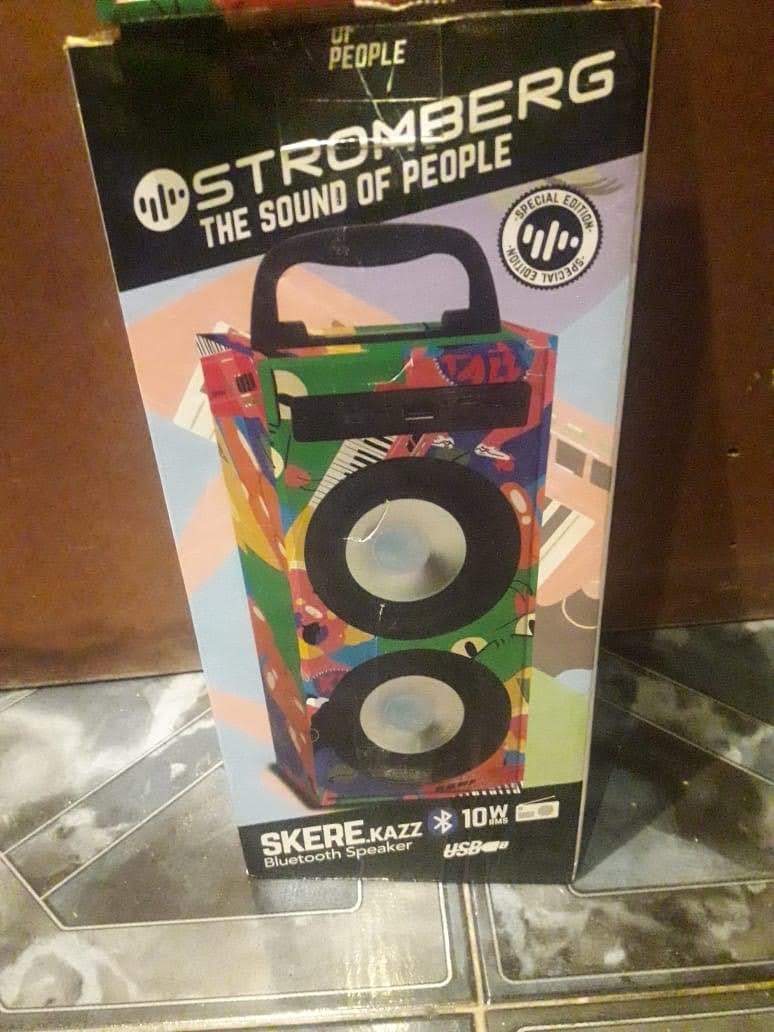 PEOPLE
STROMBERG
THE SOUND OF PEOPLE
·SPECIAL EDITION·
·SPECIAL EDITION·
SKERE.KAZZ
10W
RMS
Bluetooth Speaker
USB